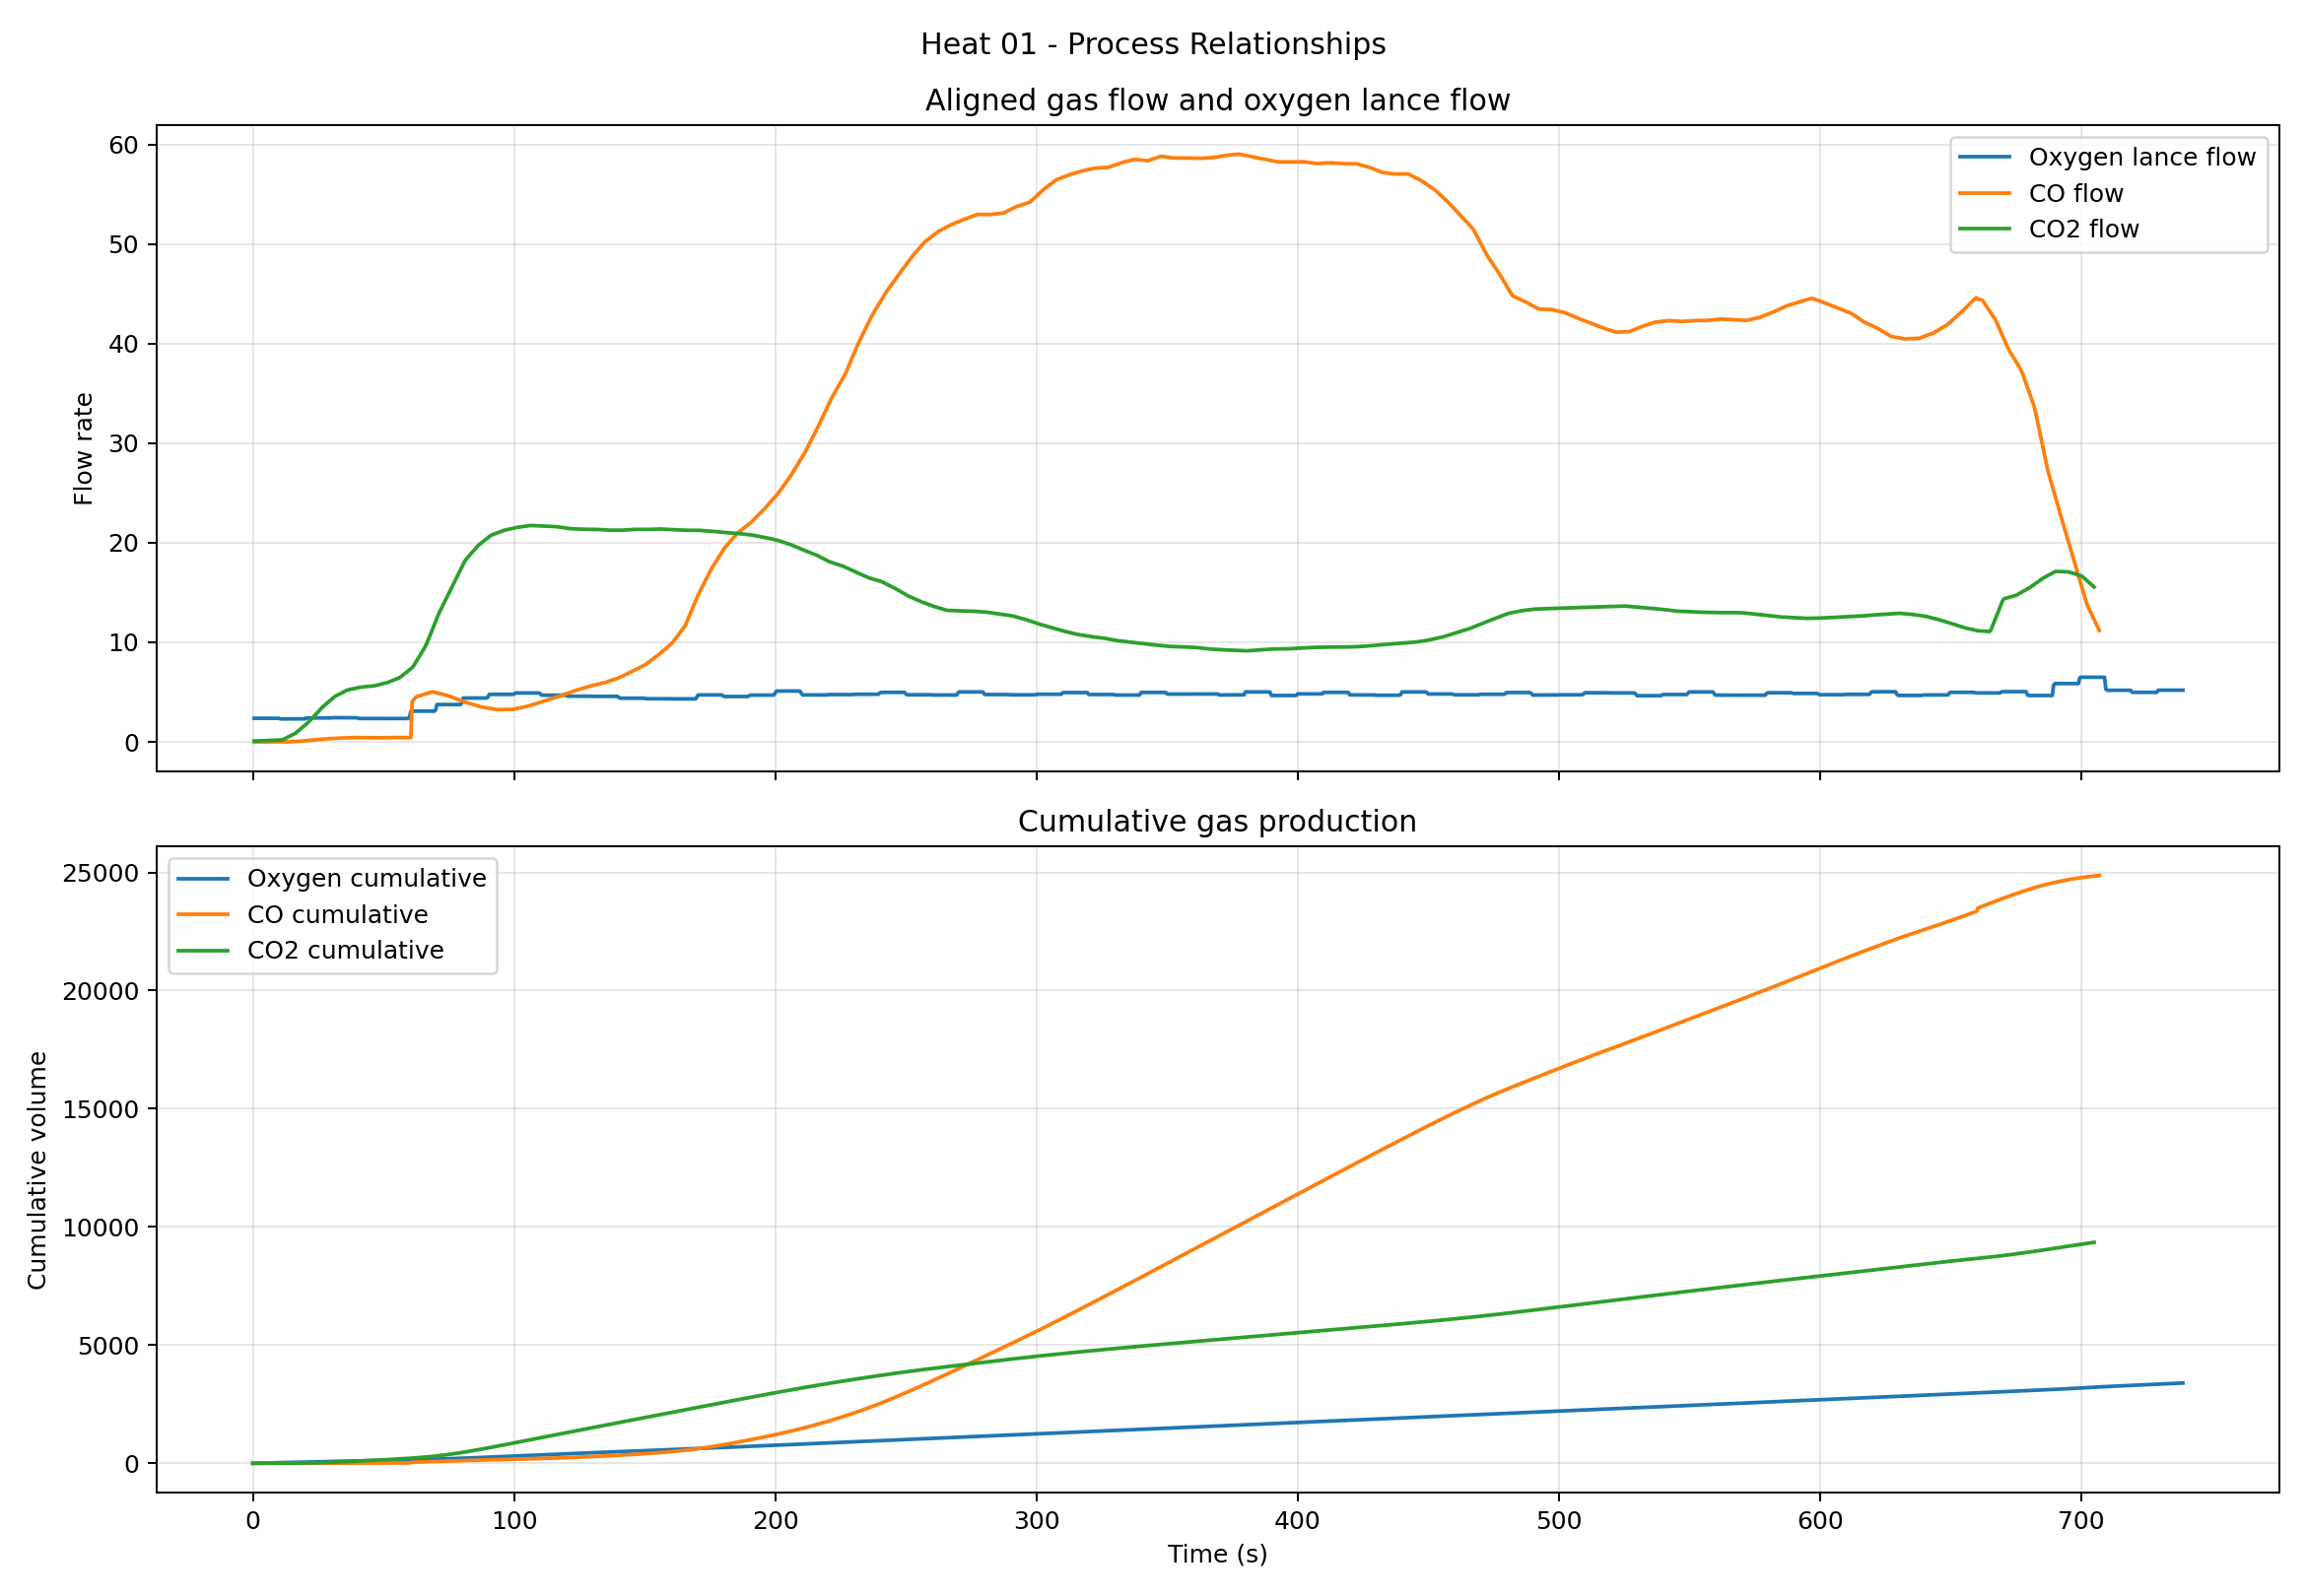 Heat 01 - Process Relationships
Aligned gas flow and oxygen lance flow
60
50
40
30
20
10
0
Flow rate
Oxygen lance flow
CO flow
CO2 flow
Cumulative gas production
25000
20000
15000
10000
5000
0
Cumulative volume
Oxygen cumulative
CO cumulative
CO2 cumulative
0 100 200 300 400 500 600 700
Time (s)